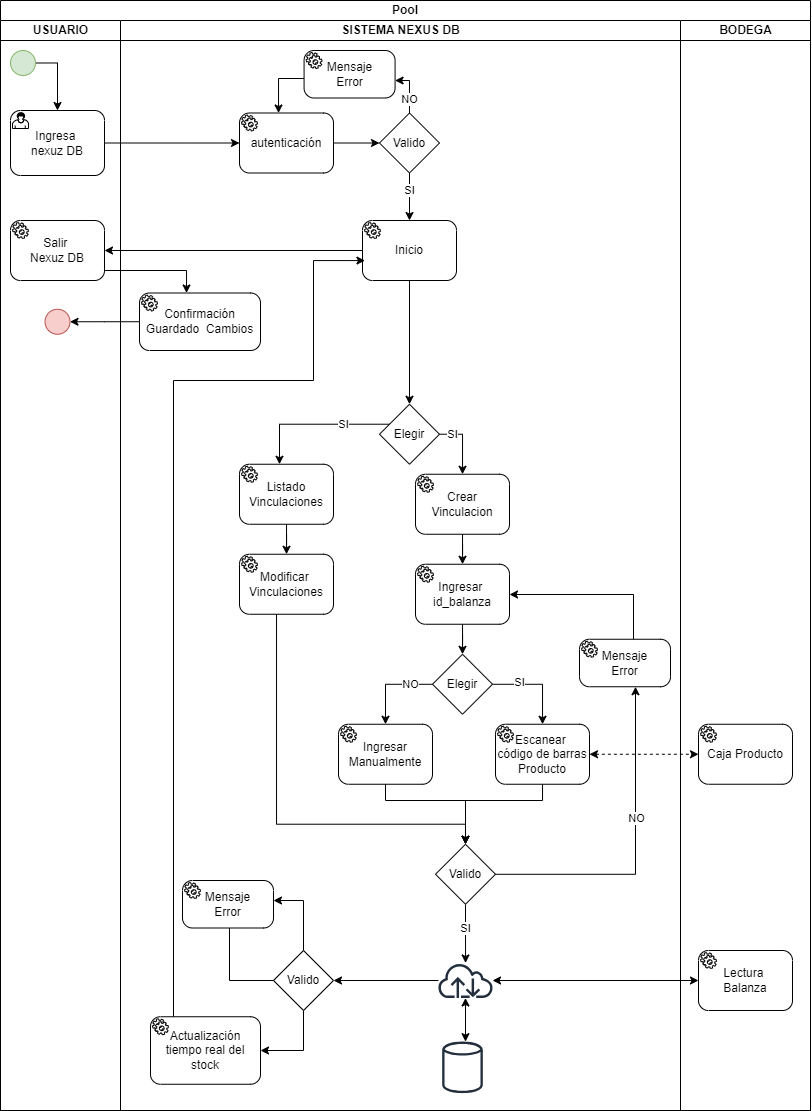 Pool
USUARIO
SISTEMA NEXUS DB
BODEGA
Mensaje
Error
NO
Ingresa
nexuz DB
autenticación
Valido
SI
Salir
Nexuz DB
Inicio
Confirmación
Guardado Cambios
Elegir
SI
SI
Listado
Vinculaciones
Crear
Vinculacion
Modificar
Vinculaciones
Ingresar
id_balanza
Mensaje
Error
Elegir
NO
SI
Ingresar
Manualmente
Escanear
código de barras
Producto
Caja Producto
NO
Valido
Mensaje
Error
SI
Valido
Lectura
Balanza
Actualización
tiempo real del
stock